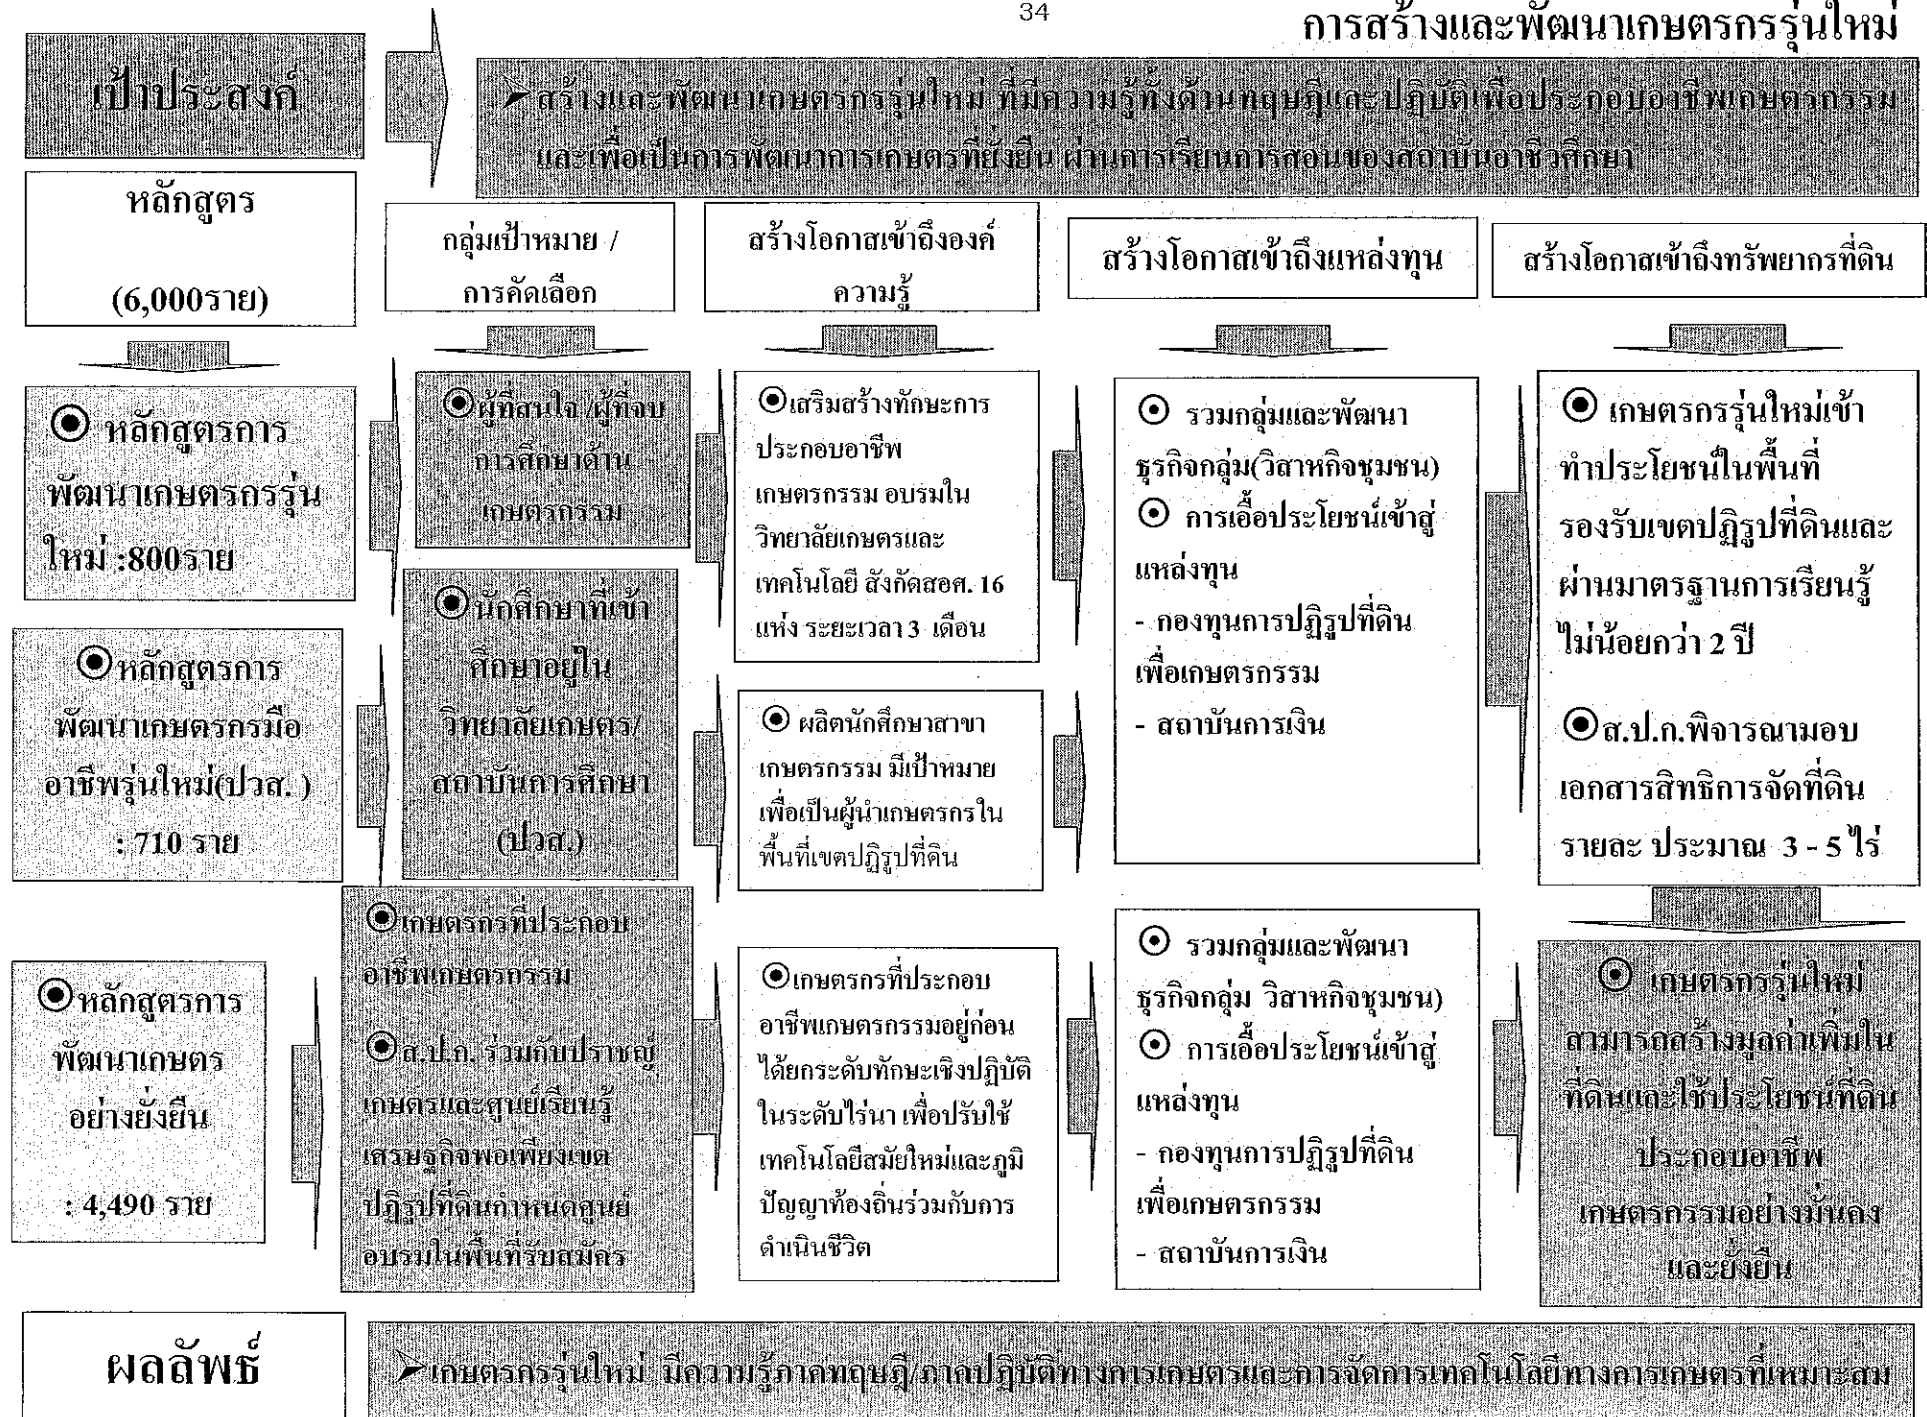 34
การสร้างและพัฒนาเกษตรกรรุ่นใหม่
เป้าประสงค์
➢ สร้างและพัฒนาเกษตรกรรุ่นใหม่ ที่มีความรู้ทั้งด้านทฤษฎีและปฏิบัติเพื่อประกอบอาชีพเกษตรกรรม
และเพื่อเป็นการพัฒนาการเกษตรที่ยั่งยืน ผ่านการเรียนการสอนของสถาบันอาชีวศึกษา
หลักสูตร
(6,000ราย)
กลุ่มเป้าหมาย /
การคัดเลือก
สร้างโอกาสเข้าถึงองค์
ความรู้
สร้างโอกาสเข้าถึงแหล่งทุน
สร้างโอกาสเข้าถึงทรัพยากรที่ดิน
หลักสูตรการ
พัฒนาเกษตรกรรุ่น
ใหม่ :800ราย
ผู้ที่สนใจ /ผู้ที่จบ
การศึกษาด้าน
เกษตรกรรม
เสริมสร้างทักษะการ
ประกอบอาชีพ
เกษตรกรรม อบรมใน
วิทยาลัยเกษตรและ
เทคโนโลยี สังกัดสอศ. 16
แห่ง ระยะเวลา 3 เดือน
รวมกลุ่มและพัฒนา
ธุรกิจกลุ่ม(วิสาหกิจชุมชน)
การเอื้อประโยชน์เข้าสู่
แหล่งทุน
- กองทุนการปฏิรูปที่ดิน
เพื่อเกษตรกรรม
- สถาบันการเงิน
เกษตรกรรุ่นใหม่เข้า
ทำประโยชน์ในพื้นที่
รองรับเขตปฏิรูปที่ดินและ
ผ่านมาตรฐานการเรียนรู้
ไม่น้อยกว่า 2 ปี
ส.ป.ก.พิจารณามอบ
เอกสารสิทธิการจัดที่ดิน
รายละ ประมาณ 3 - 5 ไร่
หลักสูตรการ
พัฒนาเกษตรกรมือ
อาชีพรุ่นใหม่(ปวส. )
: 710 ราย
นักศึกษาที่เข้า
ศึกษาอยู่ใน
วิทยาลัยเกษตร/
สถาบันการศึกษา
(ปวส.)
ผลิตนักศึกษาสาขา
เกษตรกรรม มีเป้าหมาย
เพื่อเป็นผู้นำเกษตรกรใน
พื้นที่เขตปฏิรูปที่ดิน
หลักสูตรการ
พัฒนาเกษตร
อย่างยั่งยืน
: 4,490 ราย
เกษตรกรที่ประกอบ
อาชีพเกษตรกรรม
ส.ป.ก. ร่วมกับปราชญ์
เกษตรและศูนย์เรียนรู้
เศรษฐกิจพอเพียงเขต
ปฏิรูปที่ดินกำหนดศูนย์
อบรมในพื้นที่รับสมัคร
เกษตรกรที่ประกอบ
อาชีพเกษตรกรรมอยู่ก่อน
ได้ยกระดับทักษะเชิงปฏิบัติ
ในระดับไร่นา เพื่อปรับใช้
เทคโนโลยีสมัยใหม่และภูมิ
ปัญญาท้องถิ่นร่วมกับการ
ดำเนินชีวิต
รวมกลุ่มและพัฒนา
ธุรกิจกลุ่ม วิสาหกิจชุมชน)
การเอื้อประโยชน์เข้าสู่
แหล่งทุน
- กองทุนการปฏิรูปที่ดิน
เพื่อเกษตรกรรม
- สถาบันการเงิน
เกษตรกรรุ่นใหม่
สามารถสร้างมูลค่าเพิ่มใน
ที่ดินและใช้ประโยชน์ที่ดิน
ประกอบอาชีพ
เกษตรกรรมอย่างมั่นคง
และยั่งยืน
ผลลัพธ์
➢เกษตรกรรุ่นใหม่ มีความรู้ภาคทฤษฎี/ภาคปฏิบัติทางการเกษตรและการจัดการเทคโนโลยีทางการเกษตรที่เหมาะสม